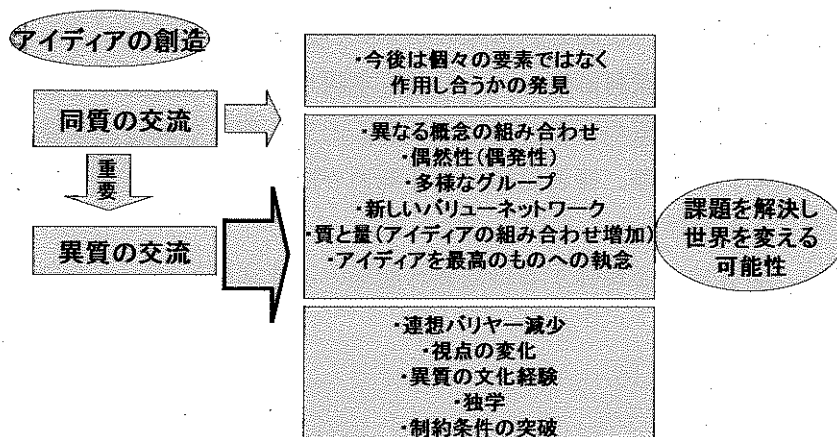 アイディアの創造
同質の交流
重要
異質の交流
・今後は個々の要素ではなく
作用し合うかの発見
・異なる概念の組み合わせ
・偶然性(偶発性)
・多様なグループ
・新しいバリューネットワーク
・質と量(アイディアの組み合わせ増加)
・アイディアを最高のものへの執念
・連想バリヤー減少
・視点の変化
・異質の文化経験
・独学
・制約条件の突破
課題を解決し
世界を変える
可能性